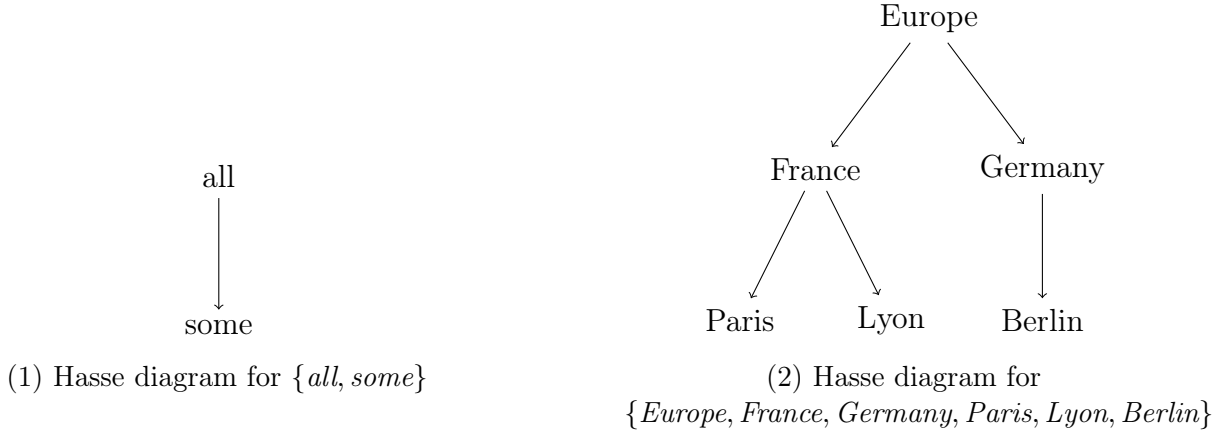 all
some
(1) Hasse diagram for {all, some}
Europe
France Germany
Paris Lyon Berlin
(2) Hasse diagram for
{Europe, France, Germany, Paris, Lyon, Berlin}